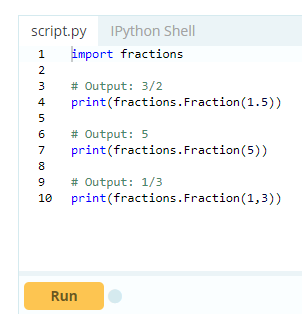 script.py IPython Shell
1 import fractions
2
3 # Output: 3/2
4 print(fractions.Fraction(1.5))
5
6 # Output: 5
7 print(fractions.Fraction(5))
8
9 # Output: 1/3
10 print(fractions.Fraction(1,3))
Run